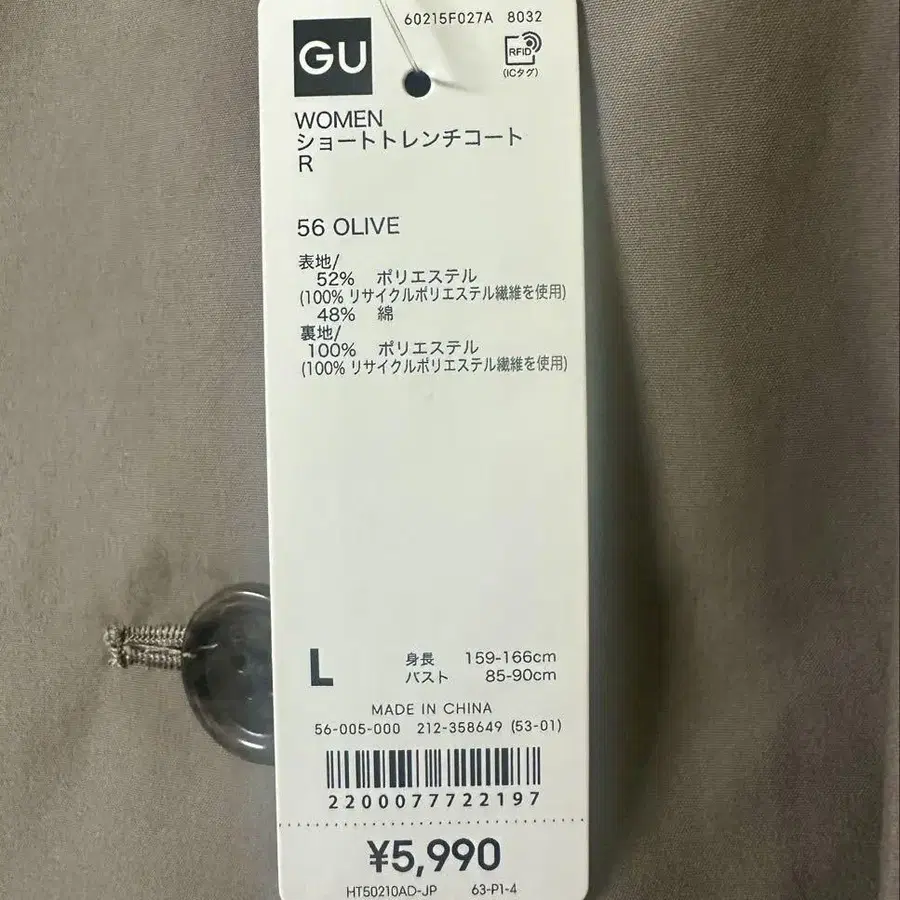 60215F027A 8032
GU
RFID
(ICタグ)
WOMEN
ショートトレンチコート
R
56 OLIVE
表地/
52% ポリエステル
(100% リサイクルポリエステル繊維を使用)
48% 綿
裏地/
100% ポリエステル
(100% リサイクルポリエステル繊維を使用)
L
身長 159-166cm
バスト 85-90cm
MADE IN CHINA
56-005-000 212-358649 (53-01)
2200077722197
¥5,990
HT50210AD-JP 63-P1-4